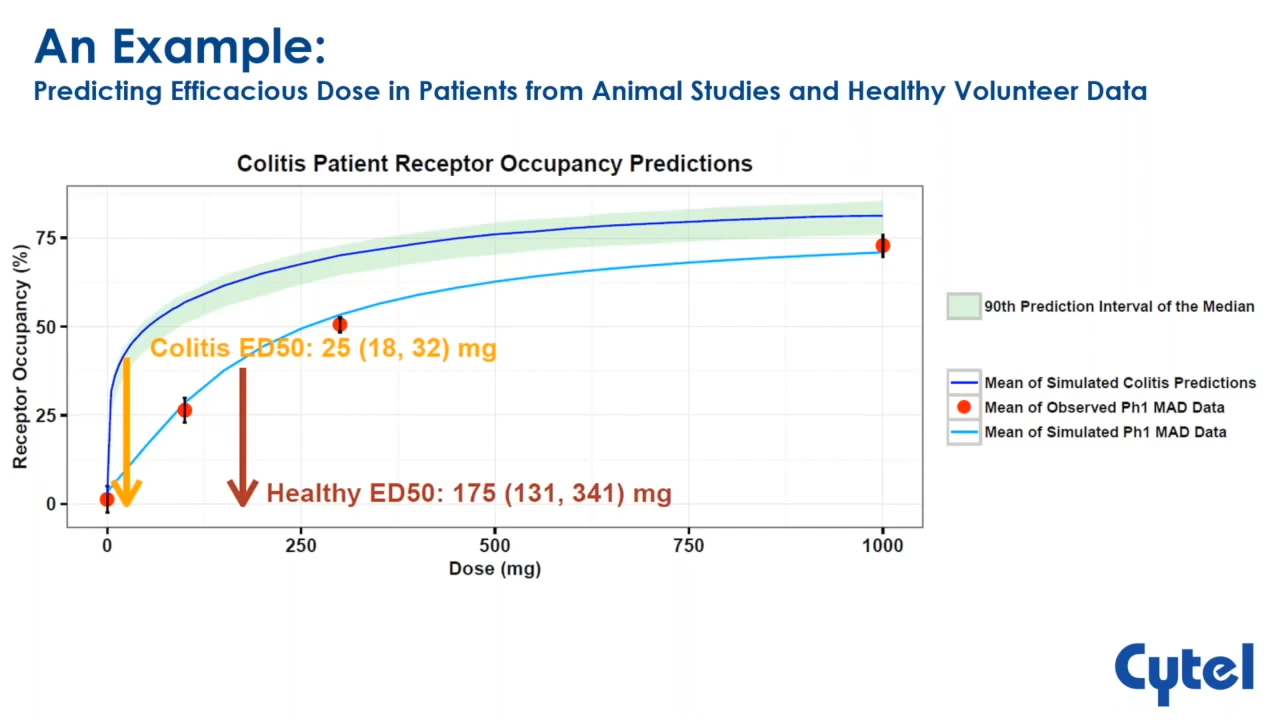 An Example:
Predicting Efficacious Dose in Patients from Animal Studies and Healthy Volunteer Data
Colitis Patient Receptor Occupancy Predictions
Receptor Occupancy (%)
75
50
25
0
Colitis ED50: 25 (18, 32) mg
Healthy ED50: 175 (131, 341) mg
0 250 500 750 1000
Dose (mg)
90th Prediction Interval of the Median
Mean of Simulated Colitis Predictions
Mean of Observed Ph1 MAD Data
Mean of Simulated Ph1 MAD Data
Cytel